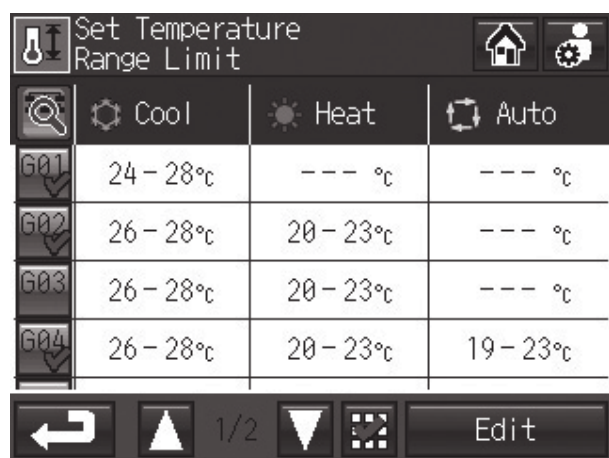 Set Temperature
Range Limit
Cool Heat Auto
G01 24-28°c --- °c --- °c
G02 26-28°c 20-23°c --- °c
G03 26-28°c 20-23°c --- °c
G04 26-28°c 20-23°c 19-23°c
1/2 Edit